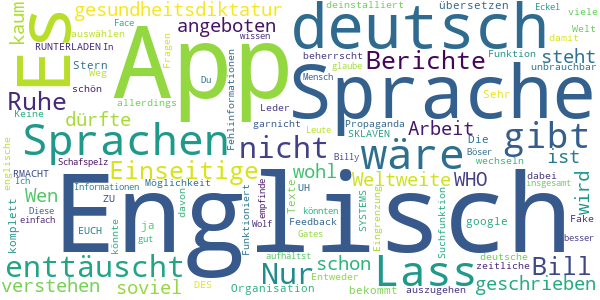 kaum gesundheitsdiktatur Face angeboten deinstalliert übersetzen Eckel viele
auswählen Fragen wissen beherrscht Funktion Welt
RUNTERLADEN In Es App deutsch Berichte steht damit unbrauchbar
Stern Weg schön Du Mensch glaube Sehr
Ruhe allerdings Fehlinformationen Leder Propaganda Sprache
Keine dürfte garnicht Leute SKLAVEN Arbeit Die Böser gibt
Sprachen nicht wäre wechseln
englische Schafspelz Einseitige Billy ist
Wen RMACHT Ich Informationen Möglichkeit wohl Weltweite WHO dabei insgesamt wird
Diese ZU davon empfinde Texte UH SYSTEMS Eingrenzung Fake
komplett einfach EUCH könnte ja gut Funktioniert Wolf könnten Feedback Suchfunktion google zeitliche besser
Englisch
enttäuscht Nur Gates schon aufhältst Lass deutsche Bill
verstehen soviel DES Organisation Entweder bekommt auszugehen geschrieben